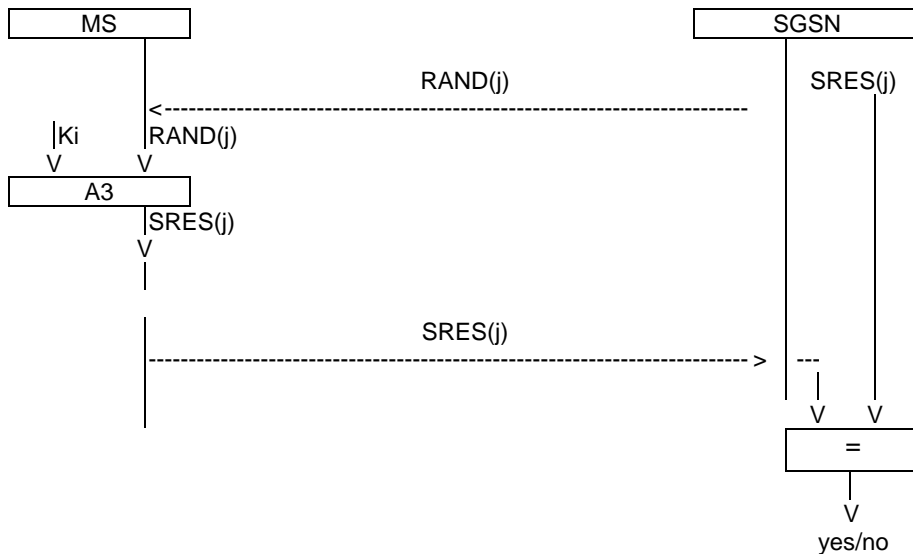 MS SGSN
RAND(j) SRES(j)
<------------------------------------------------------------
Ki RAND(j)
V V
A3
SRES(j)
V
SRES(j)
------------------------------------------------------------- > ---
V V
=
V
yes/no